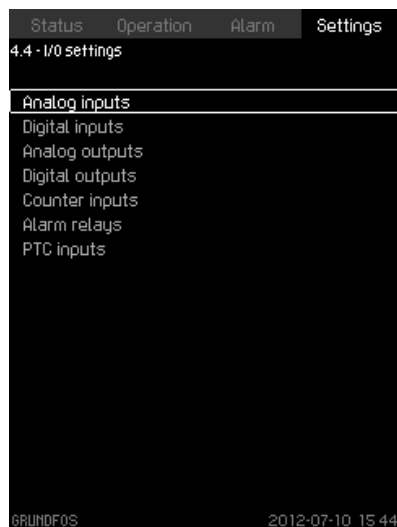 Status Operation Alarm Settings
4.4 - I/O settings
Analog inputs
Digital inputs
Analog outputs
Digital outputs
Counter inputs
Alarm relays
PTC inputs
GRUNDFOS 2012-07-10 15 44